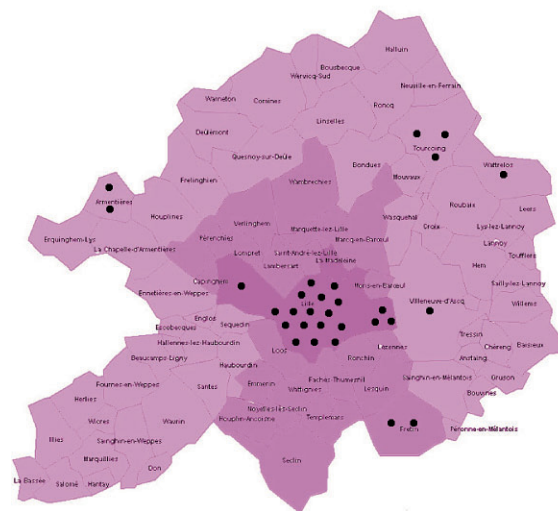 Halluin
Bousbecque
Wervicq-Sud
Neuville-en-Ferrain
Warneton
Comines
Roncq
Linselles
Deûlémont
Tourcoing
Quesnoy-sur-Deûle
Bondues
Mouvaux
Wattrelos
Frelinghien
Wambrechies
Armentières
Houplines
Wasquehal
Roubaix
Leers
Verlinghem
Marquette-lez-Lille
Croix
Lys-lez-Lannoy
Erquinghem-Lys
Pérenchies
Marcq-en-Barœul
Lannoy
La Chapelle-d'Armentières
Lompret
Saint-André-lez-Lille
Toufflers
La Madeleine
Lambersart
Hem
Capinghem
Mons-en-Barœul
Sailly-lez-Lannoy
Ennetières-en-Weppes
Lille
Villeneuve-d'Ascq
Willems
Englos
Sequedin
Escobecques
Tressin
Hallennes-lez-Haubourdin
Loos
Lezennes
Chéreng
Baisieux
Beaucamps-Ligny
Ronchin
Anstaing
Haubourdin
Fournes-en-Weppes
Emmerin
Faches-Thumesnil
Sainghin-en-Mélantois
Gruson
Santes
Wattignies
Lesquin
Herlies
Bouvines
Noyelles-lès-Seclin
Houplin-Ancoisne
Templemars
Wicres
Wavrin
Fretin
Péronne-en-Mélantois
Illies
Sainghin-en-Weppes
Marquillies
Seclin
Don
La Bassée
Salomé
Hantay